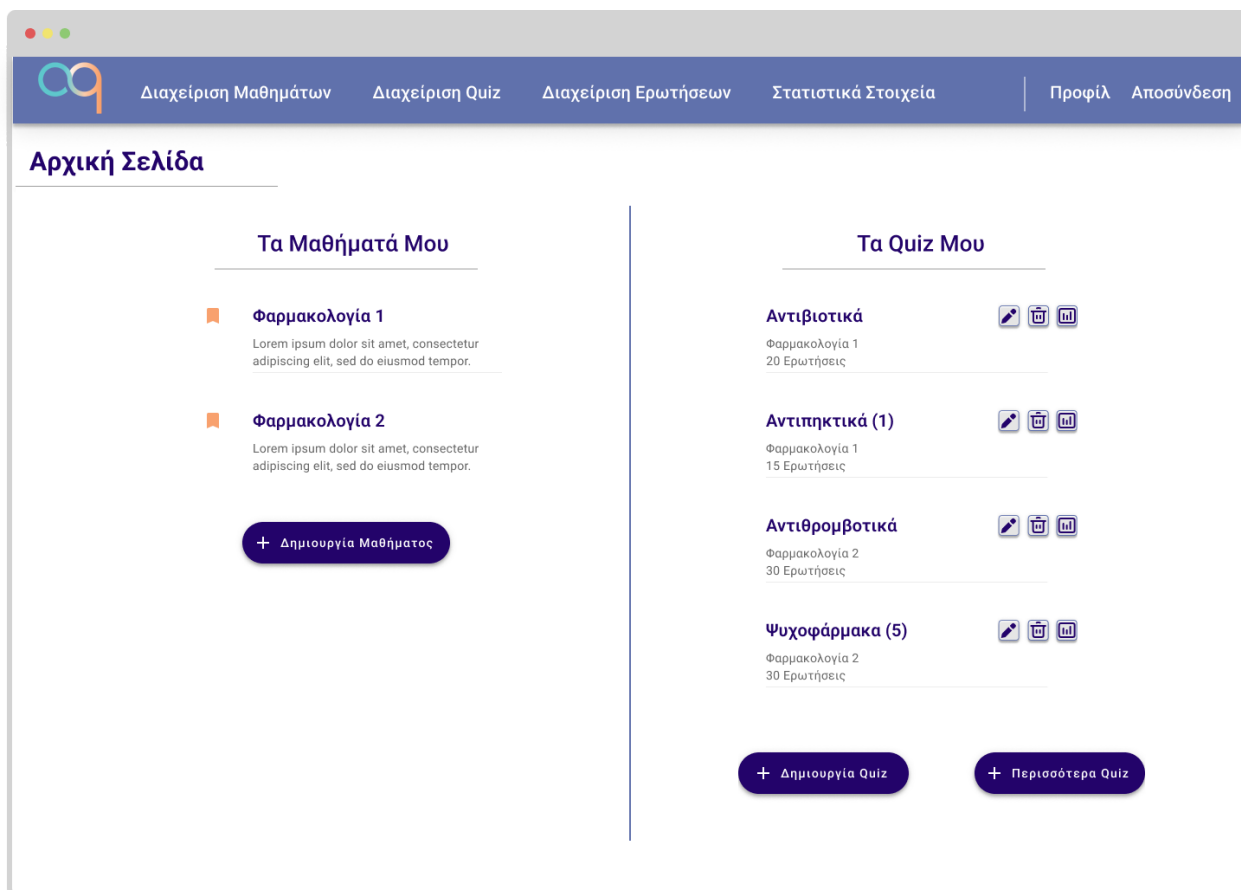 Διαχείριση Μαθημάτων Διαχείριση Quiz Διαχείριση Ερωτήσεων Στατιστικά Στοιχεία Προφίλ Αποσύνδεση
Αρχική Σελίδα
Τα Μαθήματά Μου
Φαρμακολογία 1
Lorem ipsum dolor sit amet, consectetur
adipiscing elit, sed do eiusmod tempor.
Φαρμακολογία 2
Lorem ipsum dolor sit amet, consectetur
adipiscing elit, sed do eiusmod tempor.
+ Δημιουργία Μαθήματος
Τα Quiz Μου
Αντιβιοτικά
Φαρμακολογία 1
20 Ερωτήσεις
Αντιπηκτικά (1)
Φαρμακολογία 1
15 Ερωτήσεις
Αντιθρομβοτικά
Φαρμακολογία 2
30 Ερωτήσεις
Ψυχοφάρμακα (5)
Φαρμακολογία 2
30 Ερωτήσεις
+ Δημιουργία Quiz
+ Περισσότερα Quiz